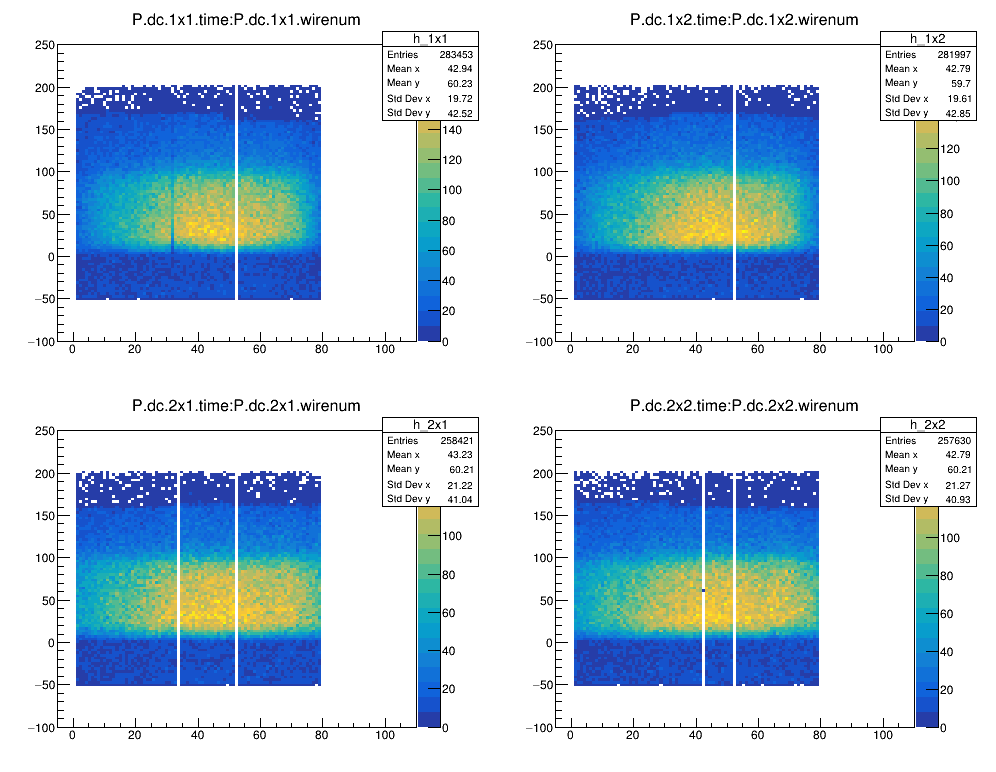 P.dc.1x1.time:P.dc.1x1.wirenum
h_1x1
Entries 283453
Mean x 42.94
Mean y 60.23
Std Dev x 19.72
Std Dev y 42.52
250
200
150
100
50
0
−50
−100
0 20 40 60 80 100
140
120
100
80
60
40
20
0
P.dc.1x2.time:P.dc.1x2.wirenum
h_1x2
Entries 281997
Mean x 42.79
Mean y 59.7
Std Dev x 19.61
Std Dev y 42.85
250
200
150
100
50
0
−50
−100
0 20 40 60 80 100
120
100
80
60
40
20
0
P.dc.2x1.time:P.dc.2x1.wirenum
h_2x1
Entries 258421
Mean x 43.23
Mean y 60.21
Std Dev x 21.22
Std Dev y 41.04
250
200
150
100
50
0
−50
−100
0 20 40 60 80 100
100
80
60
40
20
0
P.dc.2x2.time:P.dc.2x2.wirenum
h_2x2
Entries 257630
Mean x 42.79
Mean y 60.21
Std Dev x 21.27
Std Dev y 40.93
250
200
150
100
50
0
−50
−100
0 20 40 60 80 100
100
80
60
40
20
0